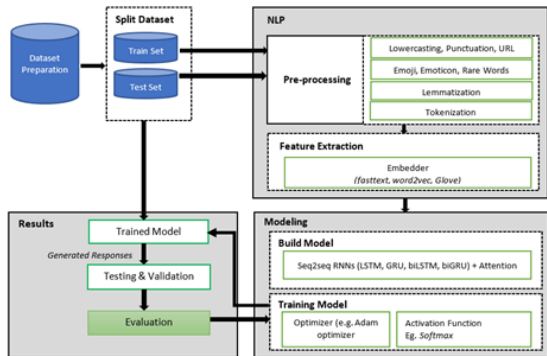 Dataset
Preparation
Split Dataset
Train Set
Test Set
NLP
Pre-processing
Lowercasting, Punctuation, URL
Emoji, Emoticon, Rare Words
Lemmatization
Tokenization
Feature Extraction
Embedder
(fasttext, word2vec, Glove)
Results
Trained Model
Generated Responses
Testing & Validation
Evaluation
Modeling
Build Model
Seq2seq RNNs (LSTM, GRU, biLSTM, biGRU) + Attention
Training Model
Optimizer (e.g. Adam
optimizer
Activation Function
Eg. Softmax